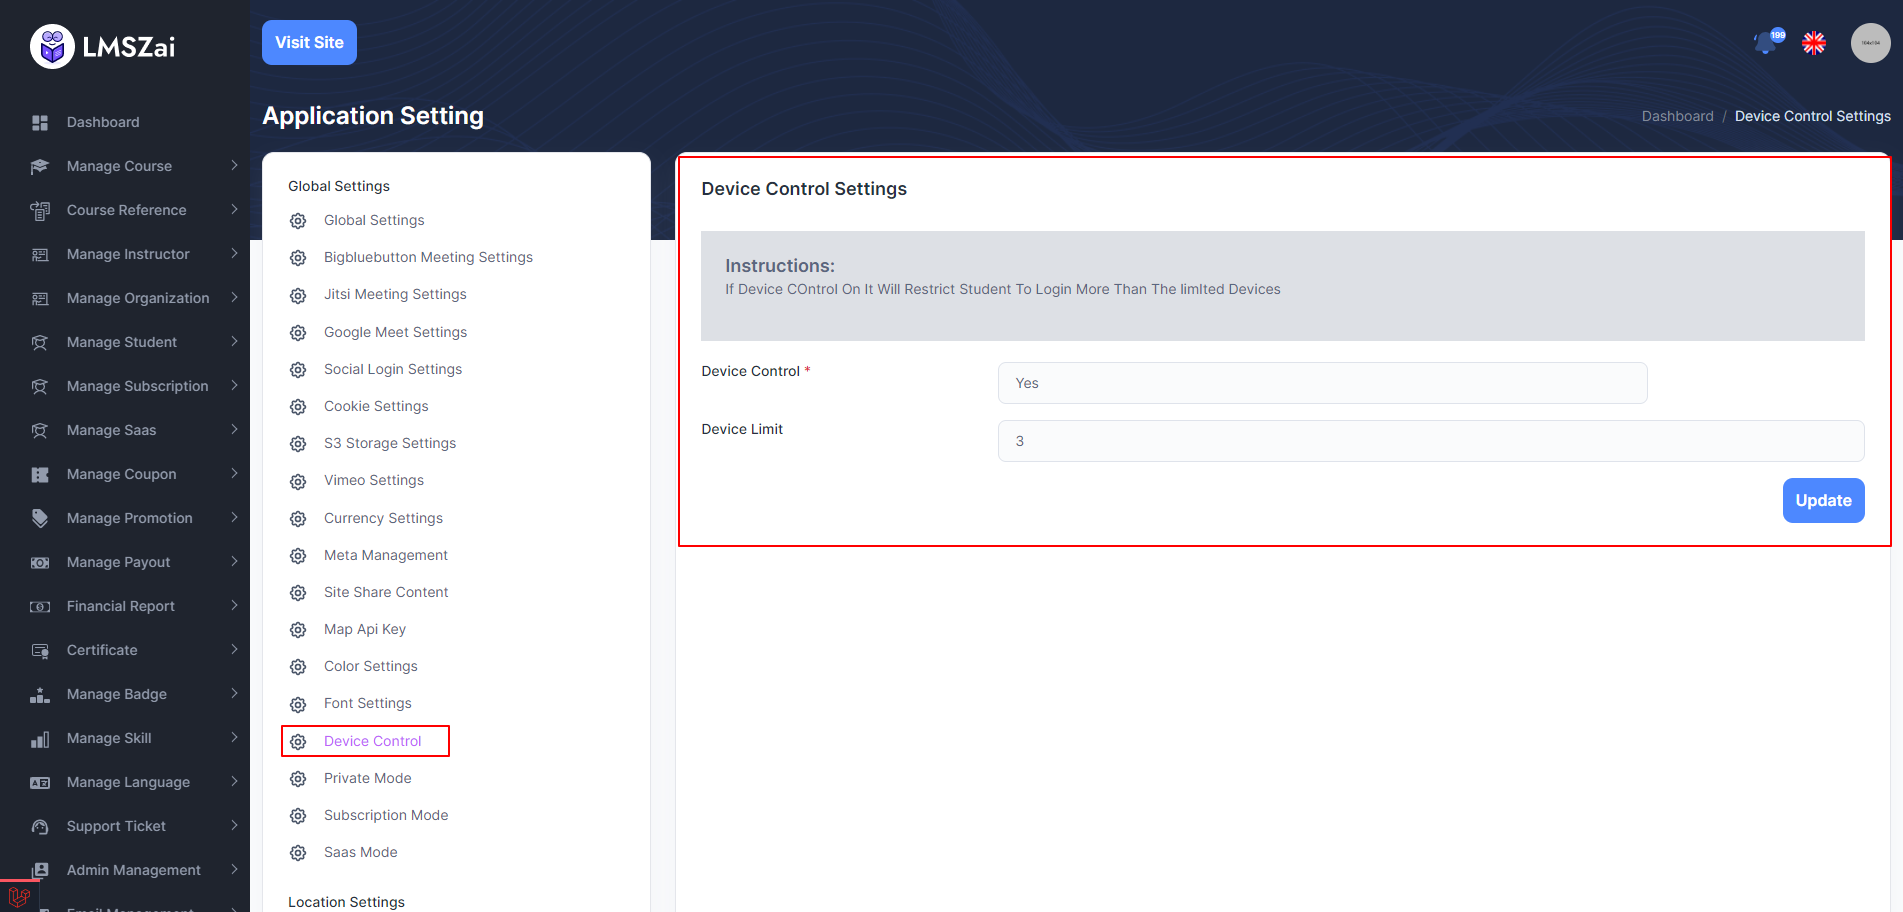 LMSZai
Visit Site
199
164x164
Application Setting
Dashboard / Device Control Settings
Dashboard
Manage Course
Course Reference
Manage Instructor
Manage Organization
Manage Student
Manage Subscription
Manage Saas
Manage Coupon
Manage Promotion
Manage Payout
Financial Report
Certificate
Manage Badge
Manage Skill
Manage Language
Support Ticket
Admin Management
Email Management
Global Settings
Global Settings
Bigbluebutton Meeting Settings
Jitsi Meeting Settings
Google Meet Settings
Social Login Settings
Cookie Settings
S3 Storage Settings
Vimeo Settings
Currency Settings
Meta Management
Site Share Content
Map Api Key
Color Settings
Font Settings
Device Control
Private Mode
Subscription Mode
Saas Mode
Location Settings
Device Control Settings
Instructions:
If Device COntrol On It Will Restrict Student To Login More Than The limIted Devices
Device Control *
Yes
Device Limit
3
Update